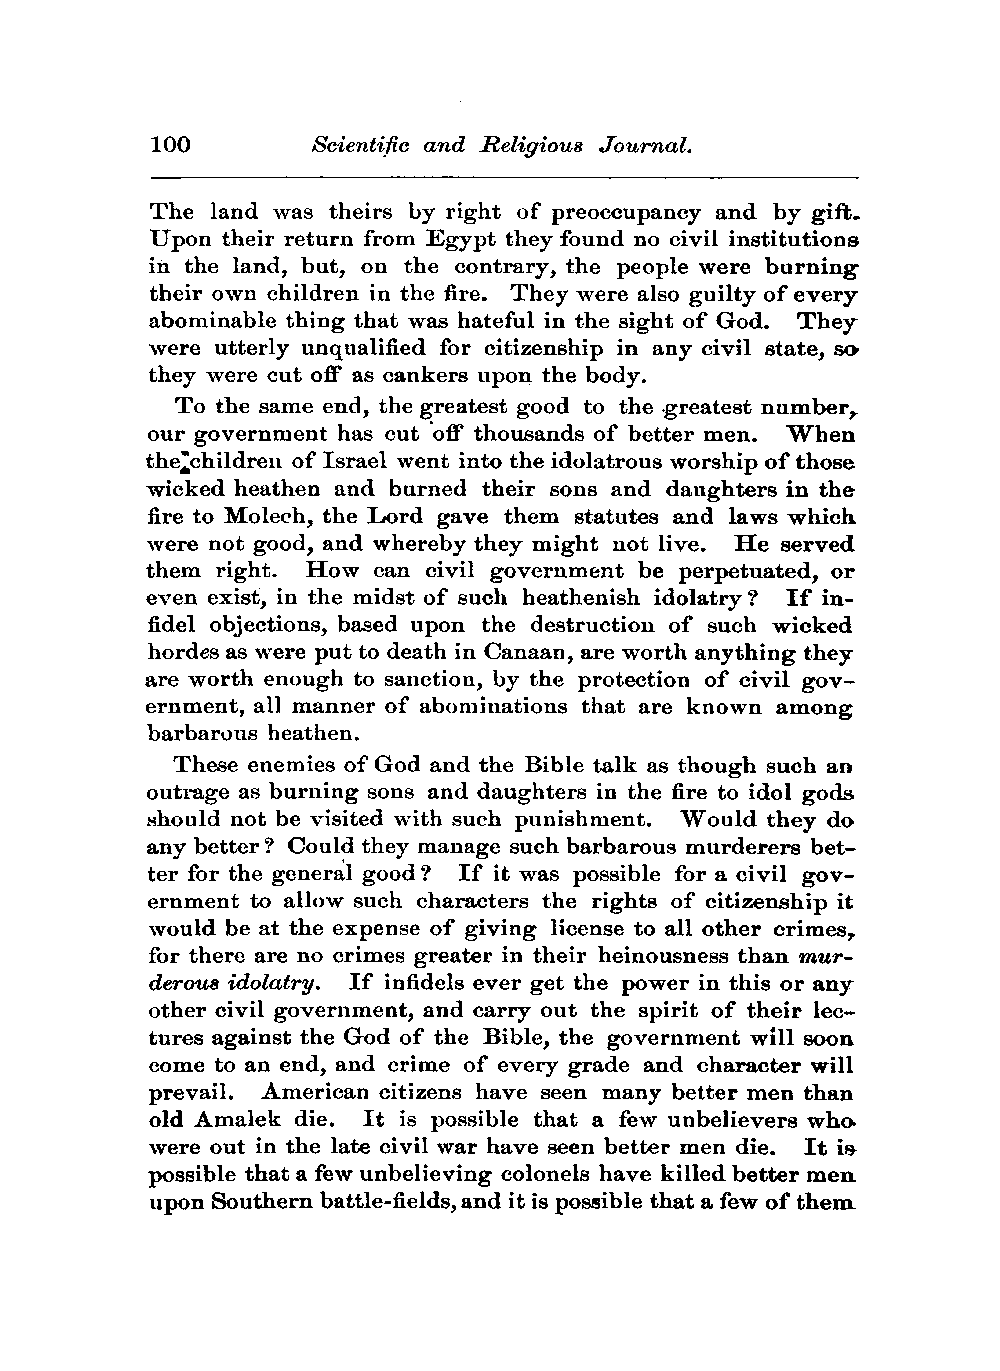 100 Scientific and Religious Journal.
The land was theirs by right of preoccupancy and by gift.
Upon their return from Egypt they found no civil institutions
in the land, but, on the contrary, the people were burning
their own children in the fire. They were also guilty of every
abominable thing that was hateful in the sight of God. They
were utterly unqualified for citizenship in any civil state, so
they were cut off as cankers upon the body.
To the same end, the greatest good to the greatest number,
our government has cut off thousands of better men. When
the children of Israel went into the idolatrous worship of those
wicked heathen and burned their sons and daughters in the
fire to Molech, the Lord gave them statutes and laws which
were not good, and whereby they might not live. He served
them right. How can civil government be perpetuated, or
even exist, in the midst of such heathenish idolatry? If in-
fidel objections, based upon the destruction of such wicked
hordes as were put to death in Canaan, are worth anything they
are worth enough to sanction, by the protection of civil gov-
ernment, all manner of abominations that are known among
barbarous heathen.
These enemies of God and the Bible talk as though such an
outrage as burning sons and daughters in the fire to idol gods
should not be visited with such punishment. Would they do
any better? Could they manage such barbarous murderers bet-
ter for the general good? If it was possible for a civil gov-
ernment to allow such characters the rights of citizenship it
would be at the expense of giving license to all other crimes,
for there are no crimes greater in their heinousness than mur-
derous idolatry. If infidels ever get the power in this or any
other civil government, and carry out the spirit of their lec-
tures against the God of the Bible, the government will soon
come to an end, and crime of every grade and character will
prevail. American citizens have seen many better men than
old Amalek die. It is possible that a few unbelievers who
were out in the late civil war have seen better men die. It is
possible that a few unbelieving colonels have killed better men
upon Southern battle-fields, and it is possible that a few of them